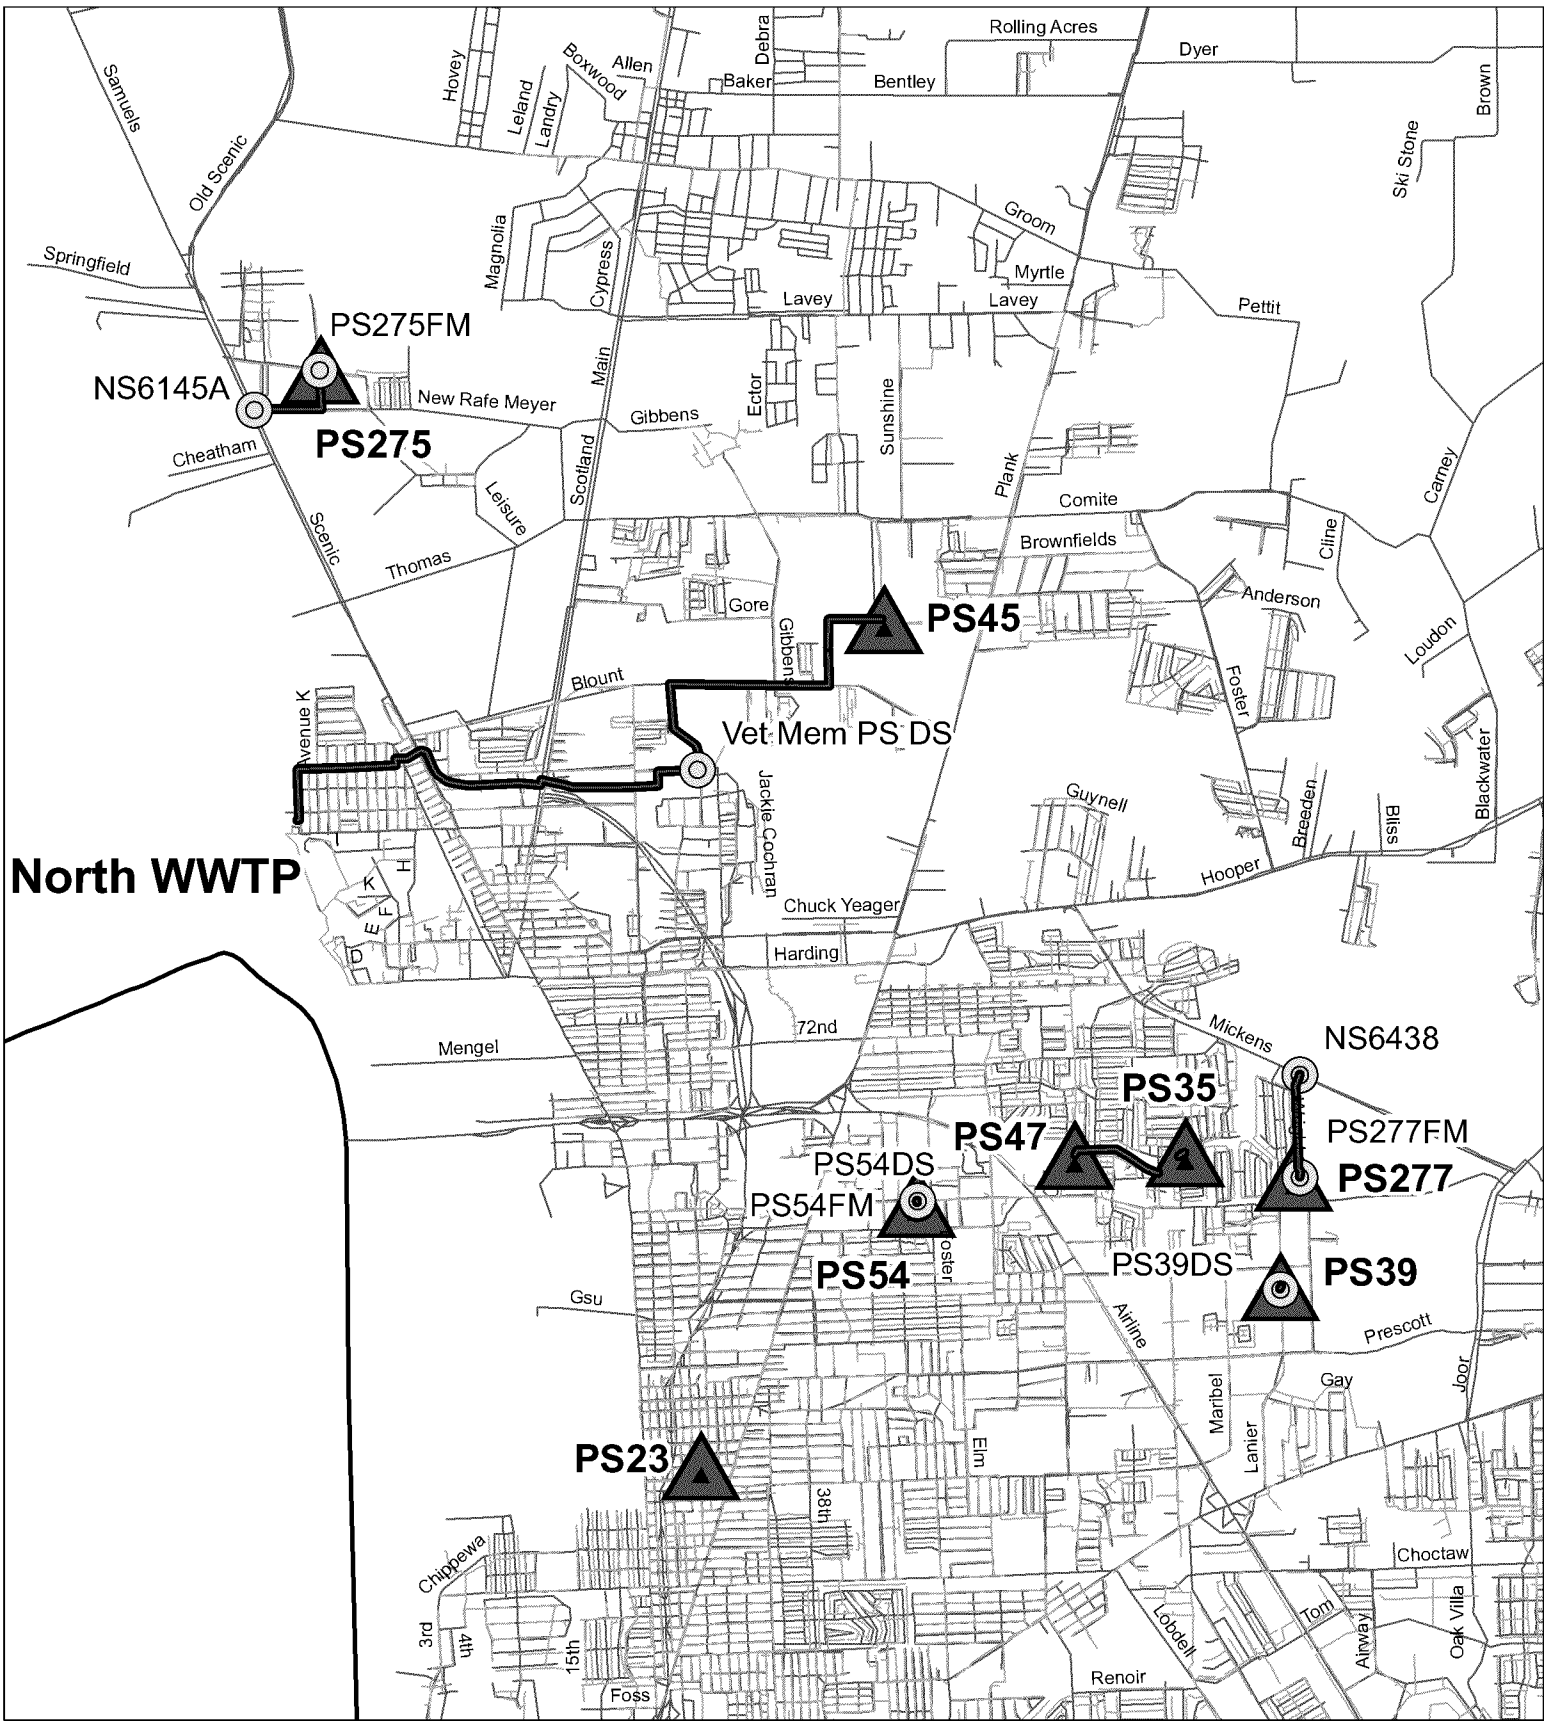 Rolling Acres
Debra
Dyer
Hovey
Samuels
Boxwood
Allen
Baker
Bentley
Brown
Leland
Landry
Ski Stone
Old Scenic
Groom
Magnolia
Cypress
Springfield
Myrtle
Lavey
Lavey
Pettit
PS275FM
Main
NS6145A
New Rafe Meyer
Ector
Sunshine
Gibbens
PS275
Cheatham
Scotland
Plank
Carney
Leisure
Comite
Scenic
Brownfields
Cline
Thomas
Gore
Anderson
PS45
Gibbens
Loudon
Blount
Foster
Avenue K
Vet Mem PS DS
Blackwater
Jackie Cochran
Guynell
Breeden
Bliss
North WWTP
Hooper
K
H
F
E
D
Chuck Yeager
Harding
72nd
Mickens
NS6438
Mengel
PS35
PS47
PS277FM
PS54DS
PS277
PS54FM
oster
PS39DS
PS39
PS54
Gsu
Airline
Prescott
Joor
Gay
Maribel
Lanier
Elm
PS23
38th
Chippewa
Choctaw
3rd
4th
15th
Lobdell
Tom
Airway
Oak Villa
Renoir
Foss